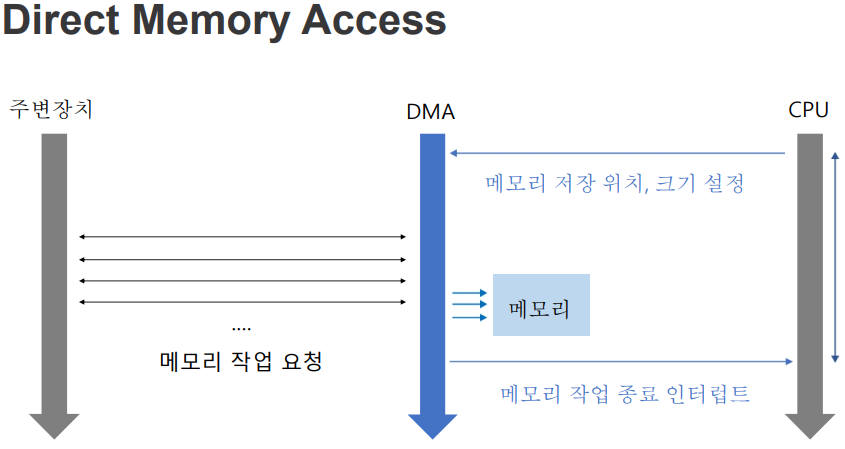 Direct Memory Access
주변장치
DMA
CPU
메모리 저장 위치, 크기 설정
메모리
....
메모리 작업 요청
메모리 작업 종료 인터럽트